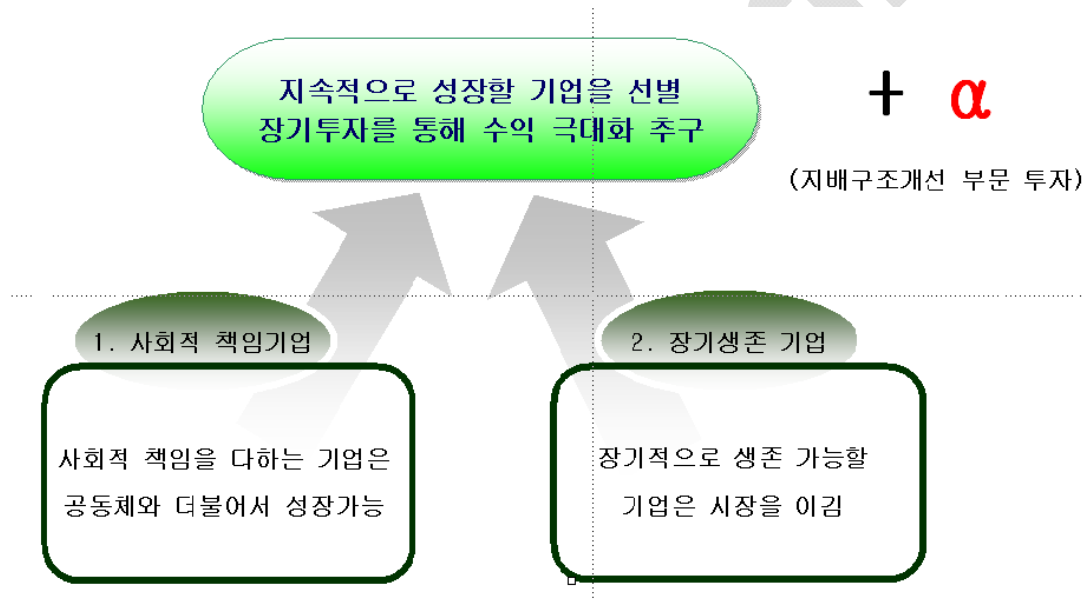 지속적으로 성장할 기업을 선별
장기투자를 통해 수익 극대화 추구
+ α
(지배구조개선 부문 투자)
1. 사회적 책임기업
2. 장기생존 기업
사회적 책임을 다하는 기업은
공동체와 더불어서 성장가능
장기적으로 생존 가능할
기업은 시장을 이김